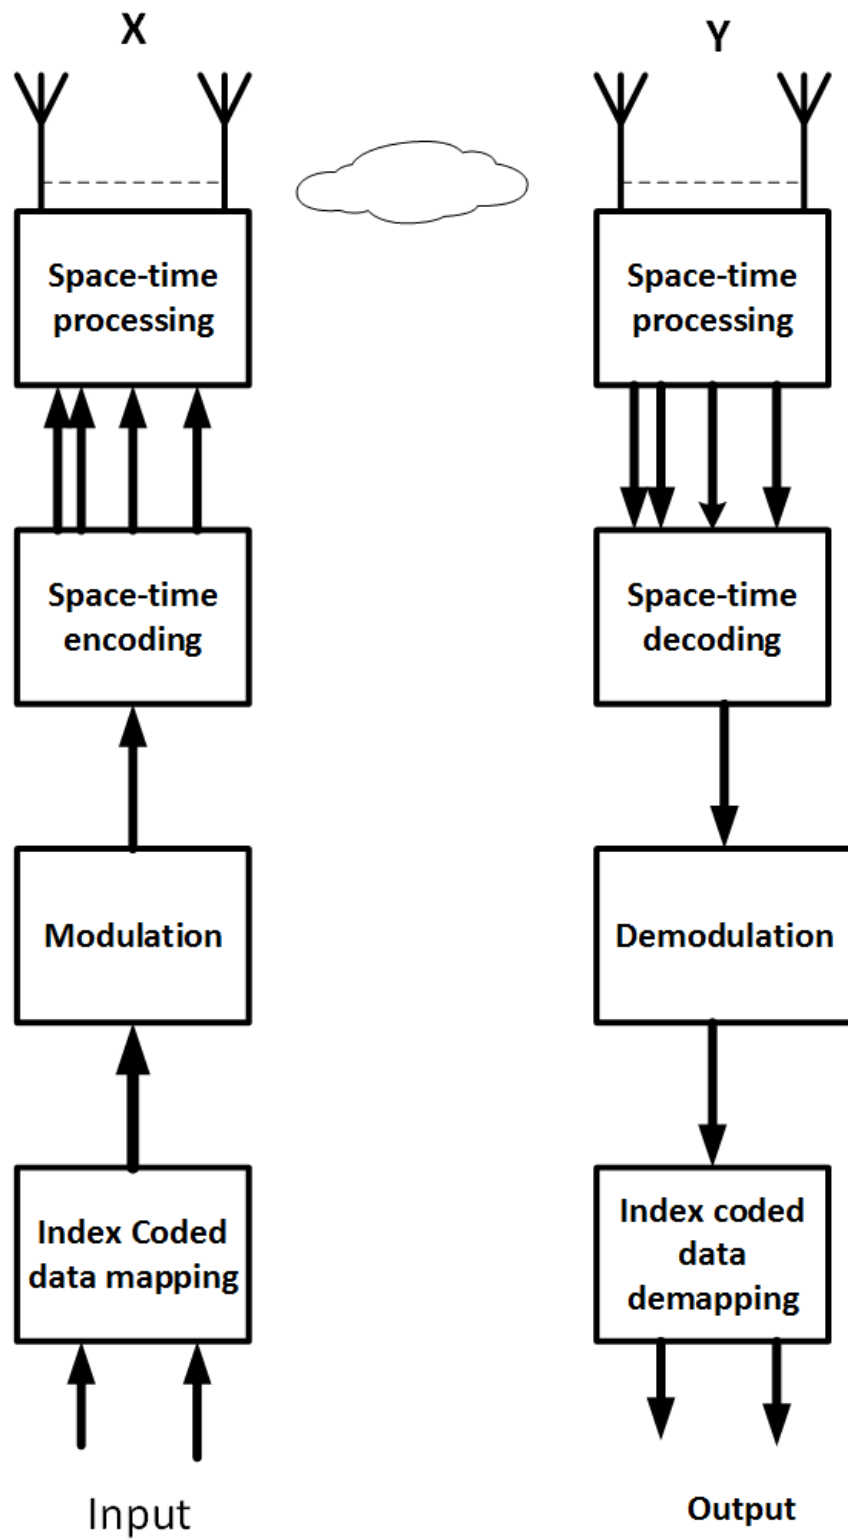 X
Space-time
processing
Space-time
encoding
Modulation
Index Coded
data mapping
Input
Y
Space-time
processing
Space-time
decoding
Demodulation
Index coded
data
demapping
Output